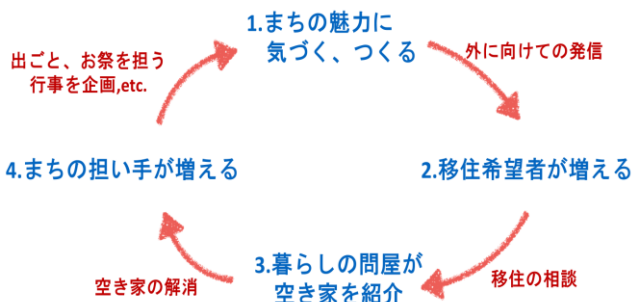 1.まちの魅力に
気づく、つくる
外に向けての発信
2.移住希望者が増える
移住の相談
3.暮らしの問屋が
空き家を紹介
空き家の解消
4.まちの担い手が増える
出ごと、お祭を担う
行事を企画,etc.